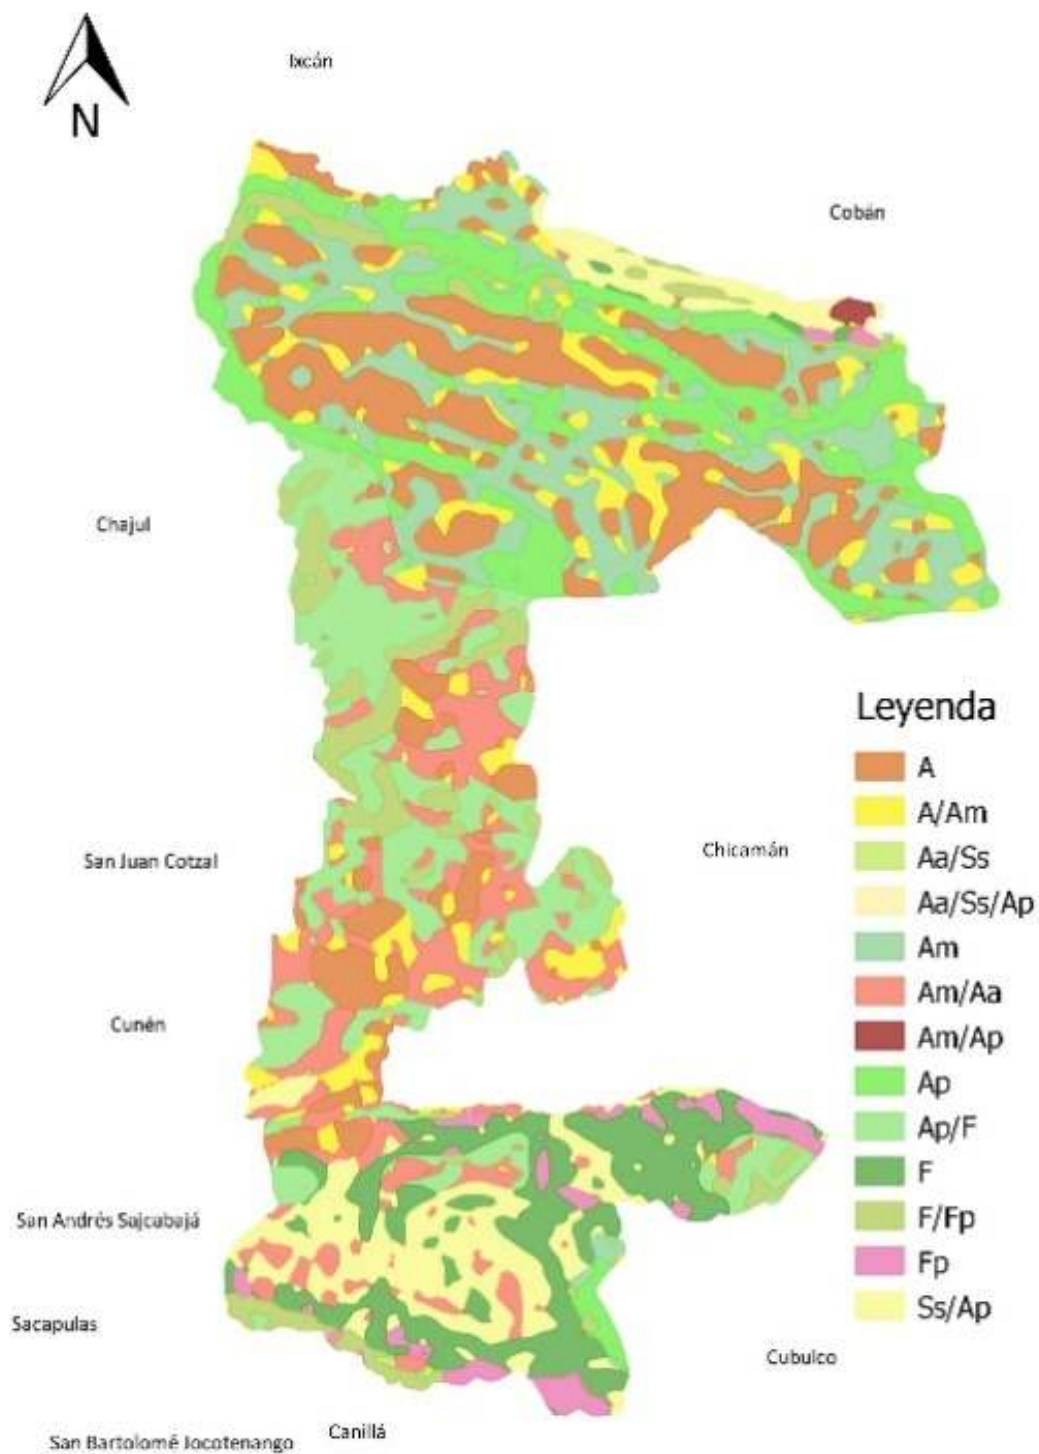 Ixcán
N
Cobán
Chajul
Leyenda
A
A/Am
San Juan Cotzal
Chicamán
Aa/Ss
Aa/Ss/Ap
Am
Am/Aa
Cunén
Am/Ap
Ap
Ap/F
F
San Andrés Sajcabajá
F/Fp
Fp
Ss/Ap
Sacapulas
Cubulco
Canillá
San Bartolomé Jocotenango